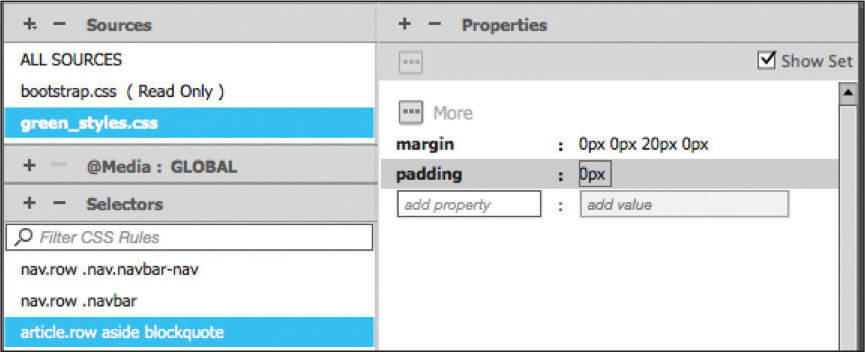 + - Sources
ALL SOURCES
bootstrap.css ( Read Only )
green_styles.css
+ - @Media : GLOBAL
+ - Selectors
Filter CSS Rules
nav.row .nav.navbar-nav
nav.row .navbar
article.row aside blockquote
+ - Properties
Show Set
More
margin : 0px 0px 20px 0px
padding : 0px
add property : add value